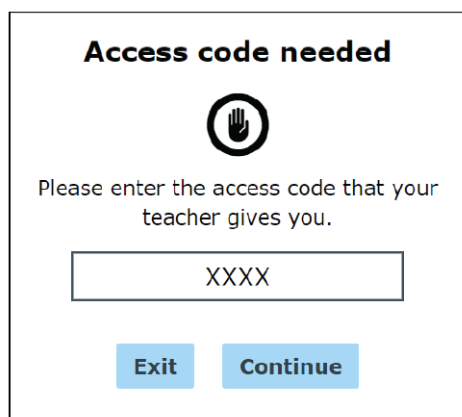 Access code needed
Please enter the access code that your
teacher gives you.
XXXX
Exit
Continue